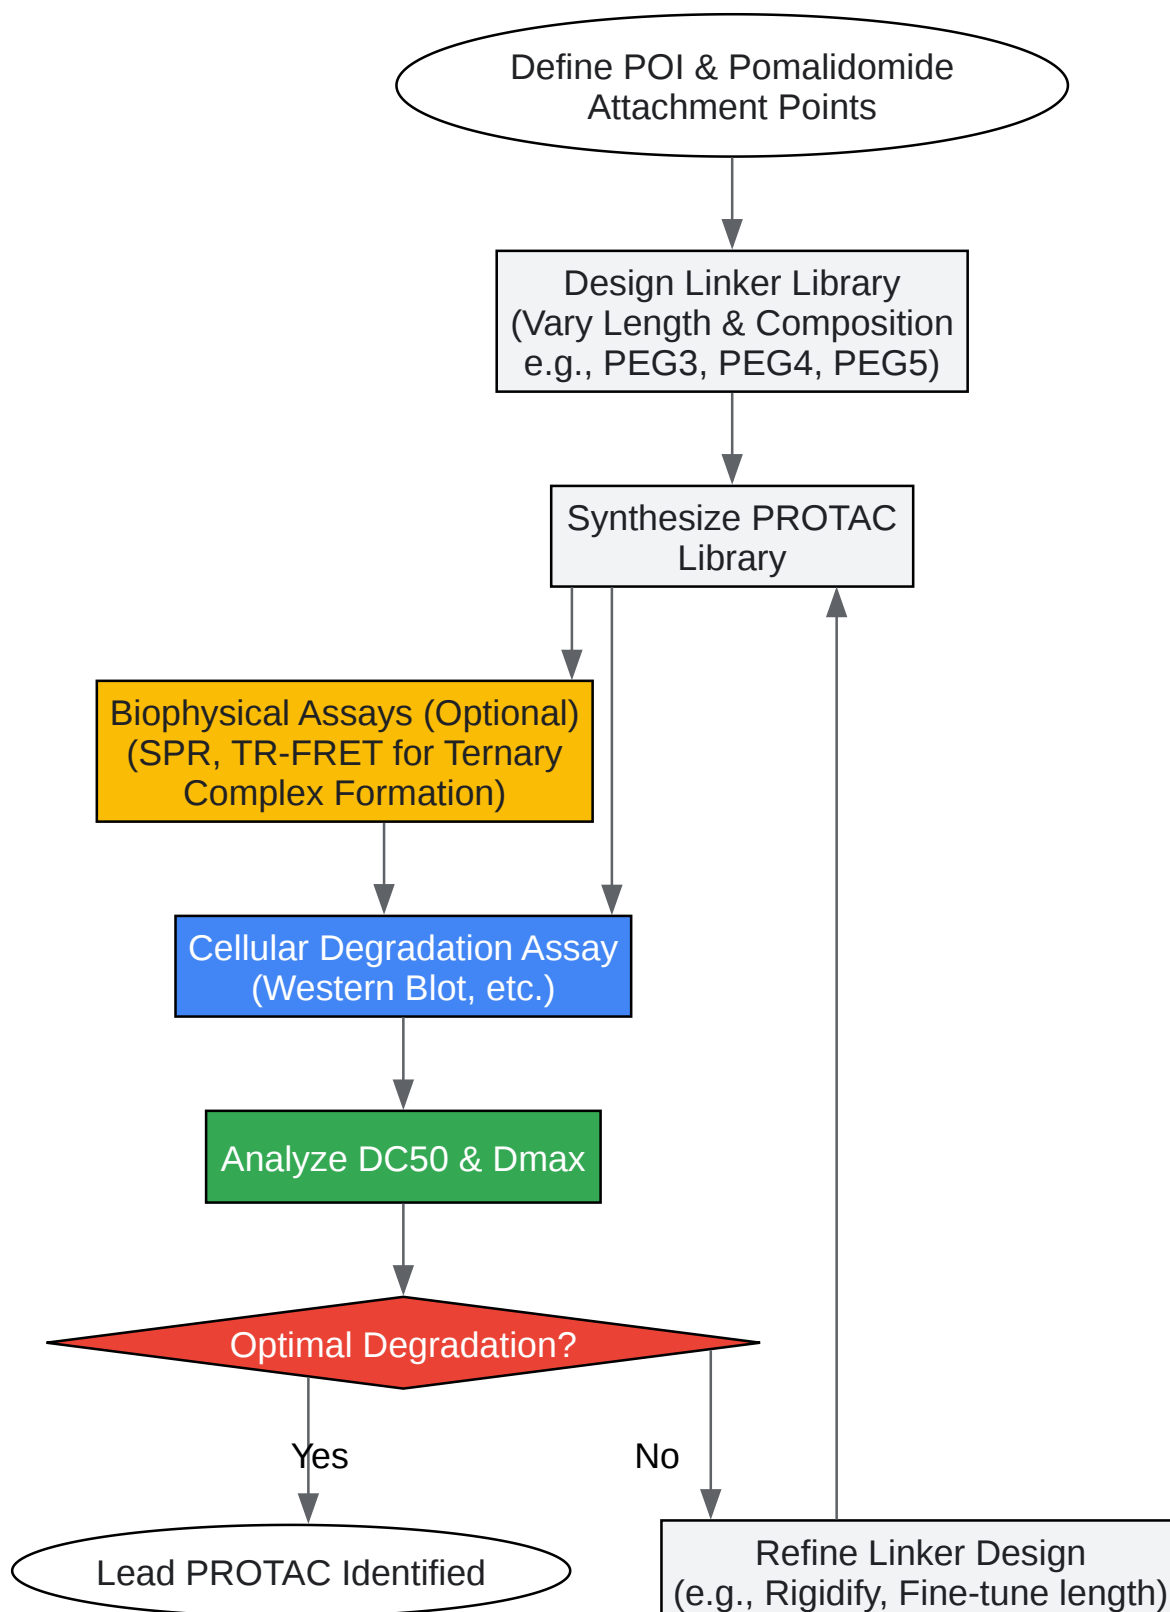 Define POI & Pomalidomide
Attachment Points
Design Linker Library
(Vary Length & Composition
e.g., PEG3, PEG4, PEG5)
Synthesize PROTAC
Library
Biophysical Assays (Optional)
(SPR, TR-FRET for Ternary
Complex Formation)
Cellular Degradation Assay
(Western Blot, etc.)
Analyze DC50 & Dmax
Optimal Degradation?
Yes
No
Lead PROTAC Identified
Refine Linker Design
(e.g., Rigidify, Fine-tune length)